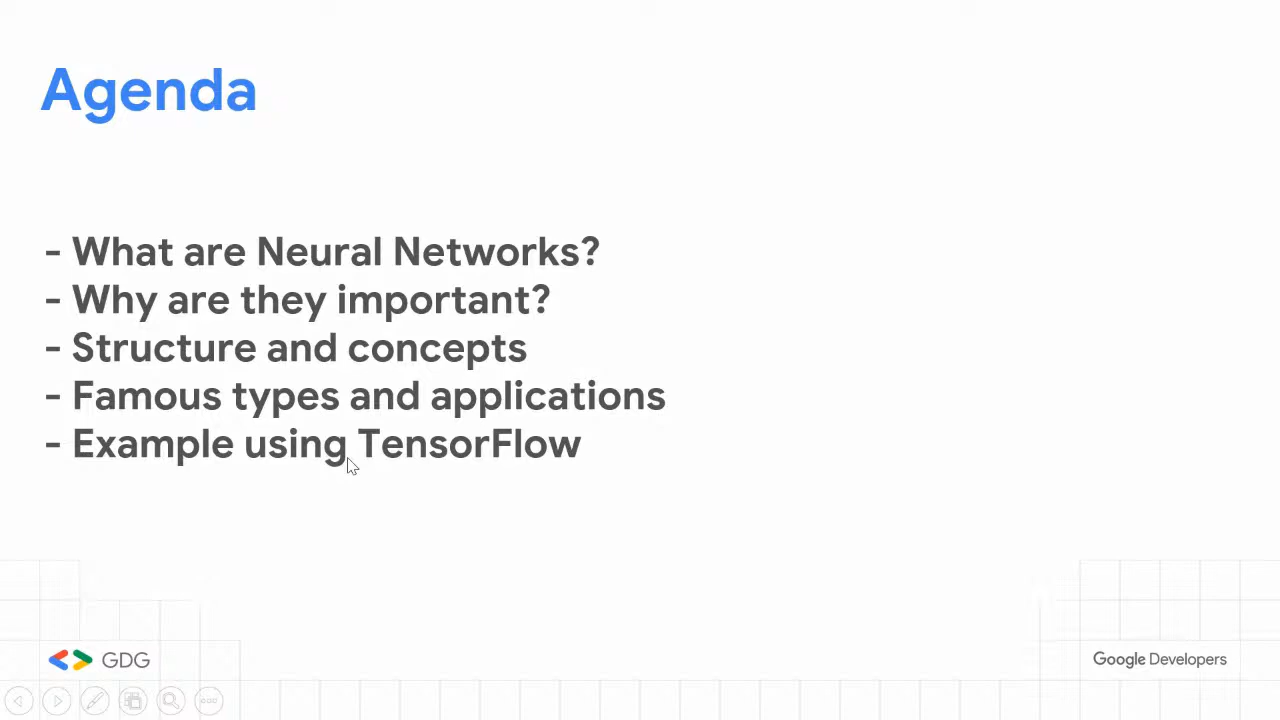 Agenda
- What are Neural Networks?
- Why are they important?
- Structure and concepts
- Famous types and applications
- Example using TensorFlow
GDG
Google Developers